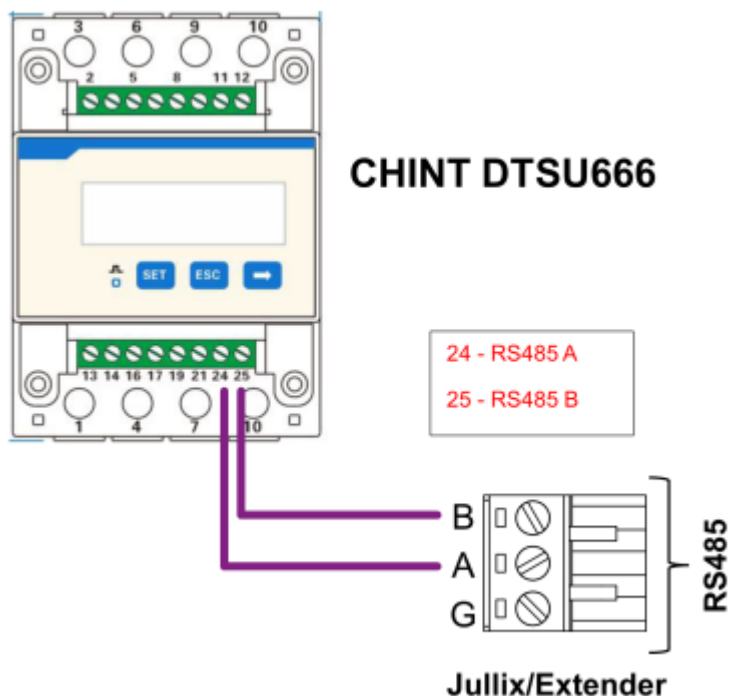 3 6 9 10
2 5 8 11 12
CHINT DTSU666
SET ESC
24 - RS485 A
25 - RS485 B
13 14 16 17 19 21 24 25
1 4 7 10
B
A
G
RS485
Jullix/Extender